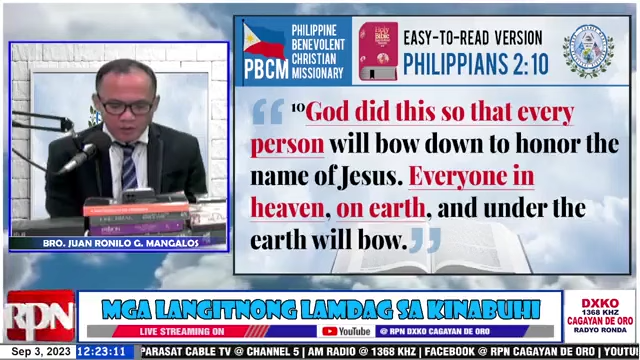 PBCM
PHILIPPINE
BENEVOLENT
CHRISTIAN
MISSIONARY
Holy Bible
EASY-TO-READ VERSION
PHILIPPIANS 2:10
“ 10God did this so that every
person will bow down to honor the
name of Jesus. Everyone in
heaven, on earth, and under the
earth will bow.”
BRO. JUAN RONILO G. MANGALOS
RPN
MGA LANGITNONG LAMDAG SA KINABUHI
LIVE STREAMING ON YouTube @ RPN DXKO CAGAYAN DE ORO
DXKO
1368 KHZ
CAGAYAN DE ORO
RADYO RONDA
Sep 3, 2023 12:23:11 PARASAT CABLE TV @ CHANNEL 5 | AM RADIO @ 1368 KHZ | FACEBOOK @ RPN CAGAYAN DE ORO |